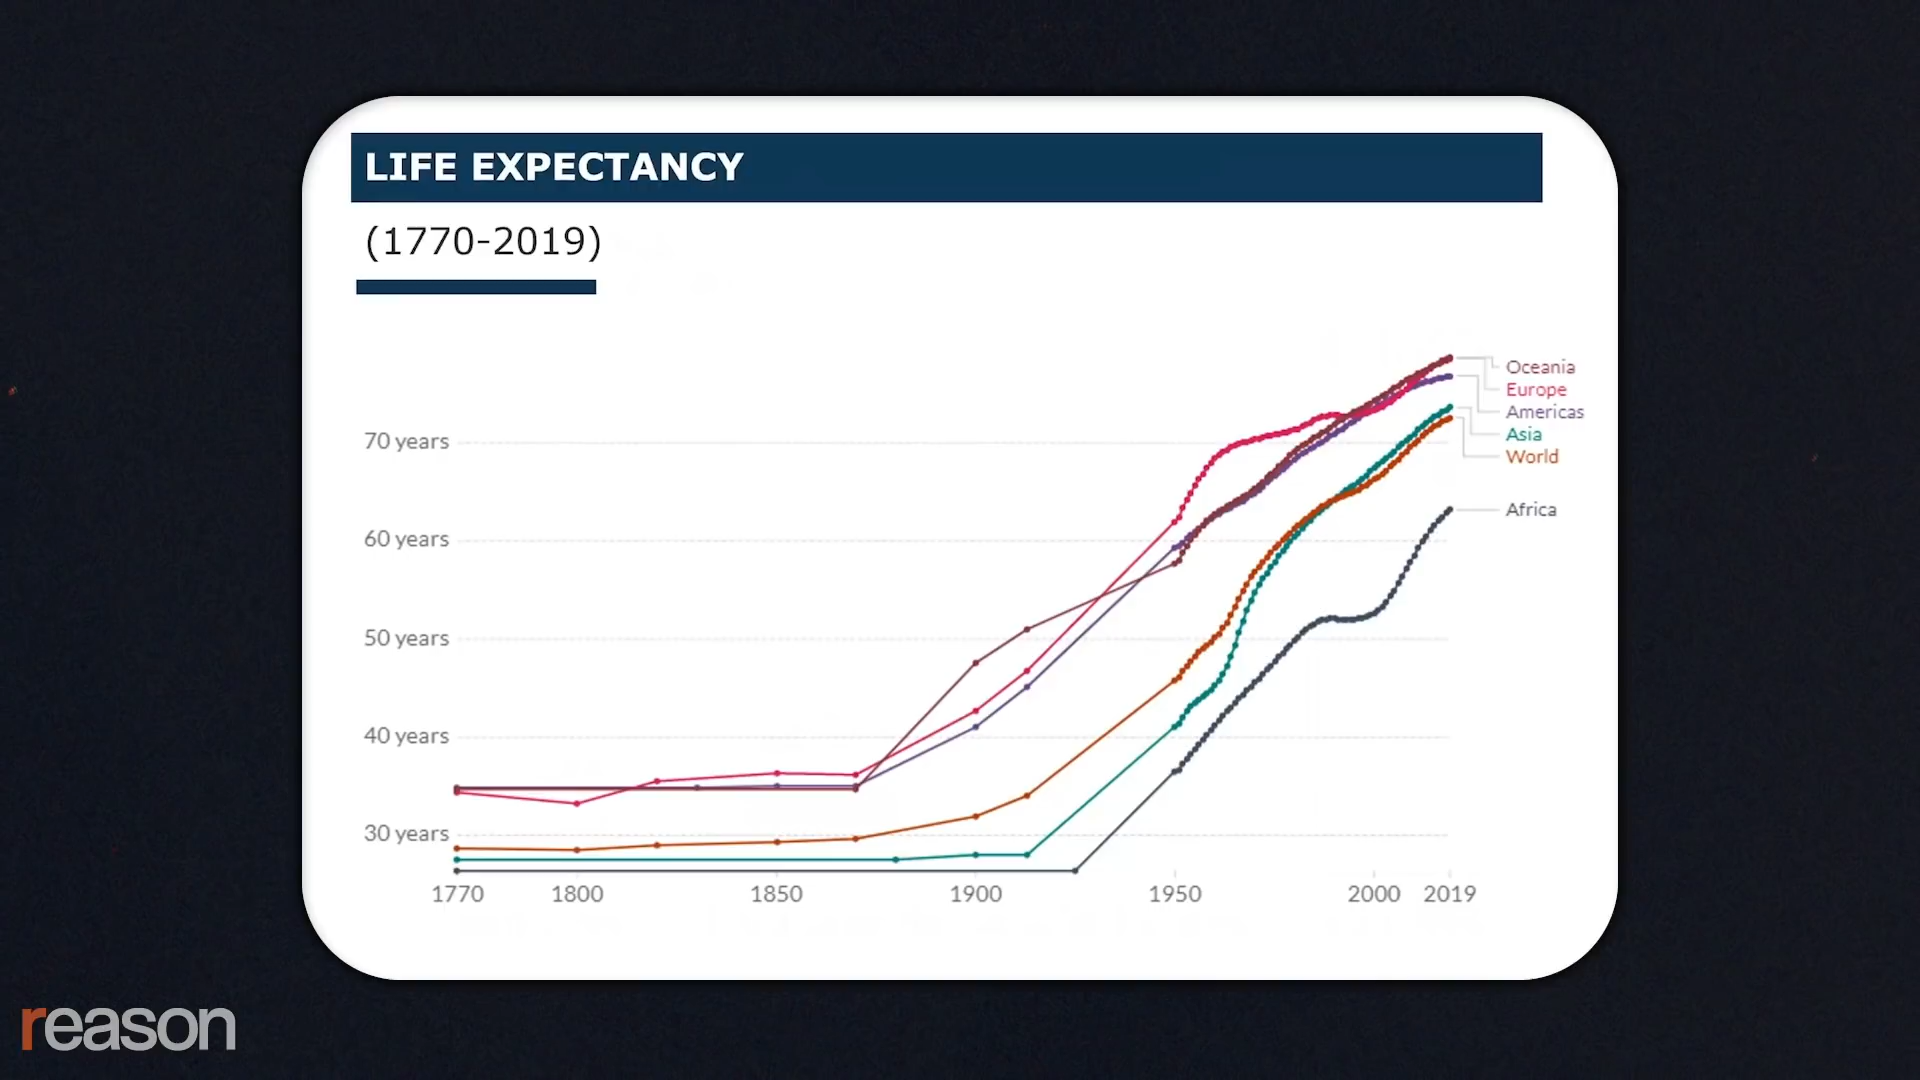 LIFE EXPECTANCY
(1770-2019)
Oceania
Europe
Americas
Asia
World
Africa
70 years
60 years
50 years
40 years
30 years
1770 1800 1850 1900 1950 2000 2019
reason